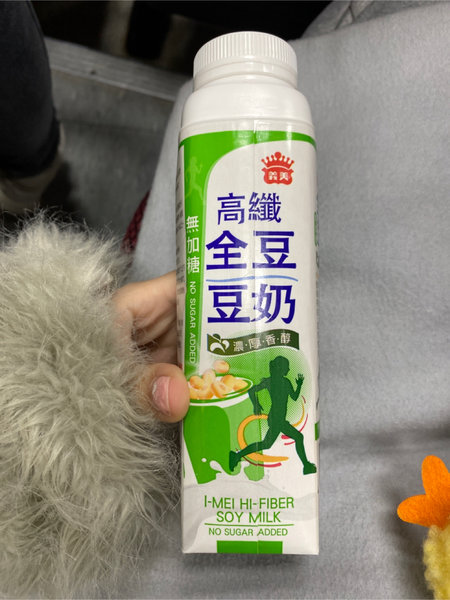 義美
高纖
全豆
豆奶
無加糖 NO SUGAR ADDED
濃·厚·香·醇
I-MEI HI-FIBER
SOY MILK
NO SUGAR ADDED